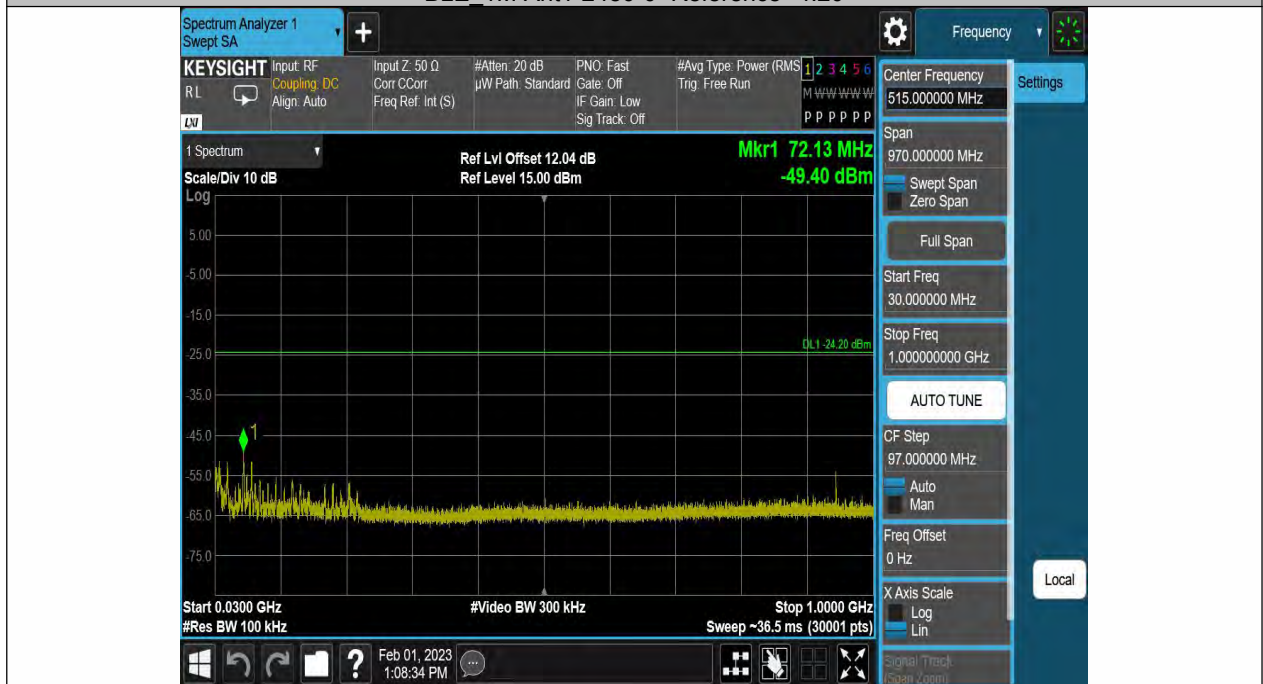 Spectrum Analyzer 1
Swept SA
+
Frequency
KEYSIGHT
RL
LXI
Input: RF
Coupling: DC
Align: Auto
Input Z: 50 Ω
Corr CCorr
Freq Ref: Int (S)
#Atten: 20 dB
µW Path: Standard
PNO: Fast
Gate: Off
IF Gain: Low
Sig Track: Off
#Avg Type: Power (RMS
Trig: Free Run
1 2 3 4 5 6
M W W W W W
P P P P P P
1 Spectrum
Scale/Div 10 dB
Log
Ref Lvl Offset 12.04 dB
Ref Level 15.00 dBm
Mkr1 72.13 MHz
-49.40 dBm
5.00
-5.00
-15.0
-25.0
-35.0
-45.0
-55.0
-65.0
-75.0
DL1 -24.20 dBm
1
Start 0.0300 GHz
#Res BW 100 kHz
#Video BW 300 kHz
Stop 1.0000 GHz
Sweep ~36.5 ms (30001 pts)
Feb 01, 2023
1:08:34 PM
?
Center Frequency
515.000000 MHz
Settings
Span
970.000000 MHz
Swept Span
Zero Span
Full Span
Start Freq
30.000000 MHz
Stop Freq
1.000000000 GHz
AUTO TUNE
CF Step
97.000000 MHz
Auto
Man
Freq Offset
0 Hz
X Axis Scale
Log
Lin
Local
Signal Track
(Span Zoom)